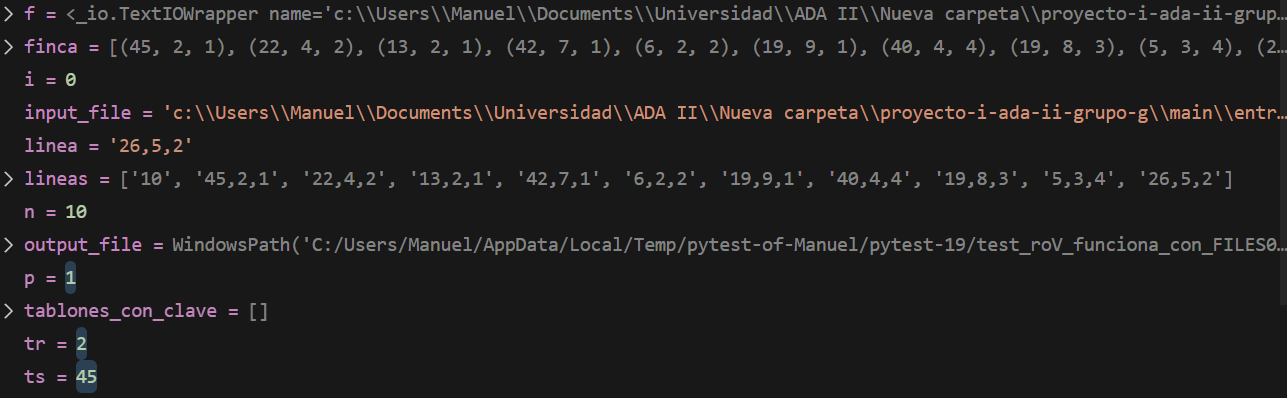 > f = <_io.TextIOWrapper name='c:\\Users\\Manuel\\Documents\\Universidad\\ADA II\\Nueva carpeta\\proyecto-i-ada-ii-grup…
> finca = [(45, 2, 1), (22, 4, 2), (13, 2, 1), (42, 7, 1), (6, 2, 2), (19, 9, 1), (40, 4, 4), (19, 8, 3), (5, 3, 4), (2…
i = 0
input_file = 'c:\\Users\\Manuel\\Documents\\Universidad\\ADA II\\Nueva carpeta\\proyecto-i-ada-ii-grupo-g\\main\\entr…
linea = '26,5,2'
> lineas = ['10', '45,2,1', '22,4,2', '13,2,1', '42,7,1', '6,2,2', '19,9,1', '40,4,4', '19,8,3', '5,3,4', '26,5,2']
n = 10
> output_file = WindowsPath('C:/Users/Manuel/AppData/Local/Temp/pytest-of-Manuel/pytest-19/test_roV_funciona_con_FILES0…
p = 1
> tablones_con_clave = []
tr = 2
ts = 45